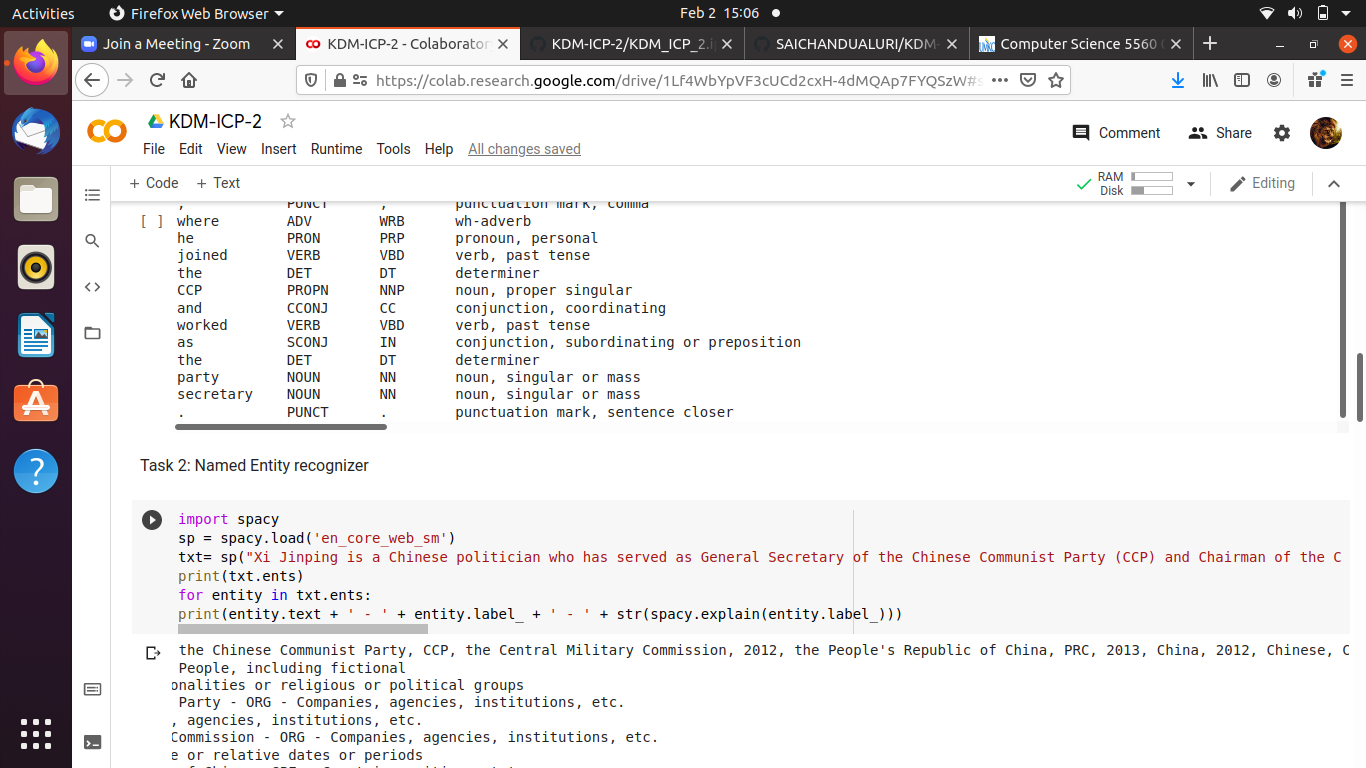 Activities Firefox Web Browser Feb 2 15:06
Join a Meeting - Zoom KDM-ICP-2 - Colaborator KDM-ICP-2/KDM_ICP_2.i SAICHANDUALURI/KDM- Computer Science 5560
https://colab.research.google.com/drive/1Lf4WbYpVF3cUCd2cxH-4dMQAp7FYQSzW#s
KDM-ICP-2
File Edit View Insert Runtime Tools Help All changes saved
Comment Share
+ Code + Text
RAM
Disk
Editing
, PUNCT , punctuation mark, comma
[ ] where ADV WRB wh-adverb
he PRON PRP pronoun, personal
joined VERB VBD verb, past tense
the DET DT determiner
CCP PROPN NNP noun, proper singular
and CCONJ CC conjunction, coordinating
worked VERB VBD verb, past tense
as SCONJ IN conjunction, subordinating or preposition
the DET DT determiner
party NOUN NN noun, singular or mass
secretary NOUN NN noun, singular or mass
. PUNCT . punctuation mark, sentence closer
Task 2: Named Entity recognizer
import spacy
sp = spacy.load('en_core_web_sm')
txt= sp("Xi Jinping is a Chinese politician who has served as General Secretary of the Chinese Communist Party (CCP) and Chairman of the C
print(txt.ents)
for entity in txt.ents:
print(entity.text + ' - ' + entity.label_ + ' - ' + str(spacy.explain(entity.label_)))
the Chinese Communist Party, CCP, the Central Military Commission, 2012, the People's Republic of China, PRC, 2013, China, 2012, Chinese, C
People, including fictional
onalities or religious or political groups
Party - ORG - Companies, agencies, institutions, etc.
, agencies, institutions, etc.
Commission - ORG - Companies, agencies, institutions, etc.
e or relative dates or periods